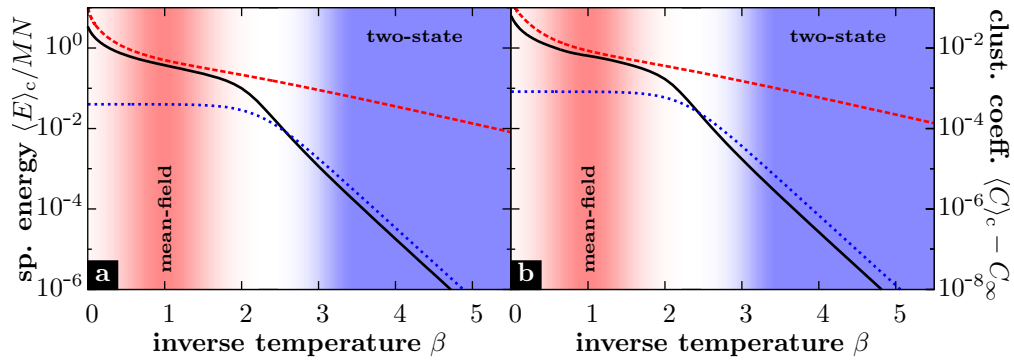 sp. energy ⟨E⟩c/MN
10^0
10^-2
10^-4
10^-6
two-state
mean-field
a
0 1 2 3 4 5
inverse temperature β
two-state
mean-field
b
0 1 2 3 4 5
inverse temperature β
10^-2
10^-4
10^-6
10^-8
clust. coeff. ⟨C⟩c − C∞